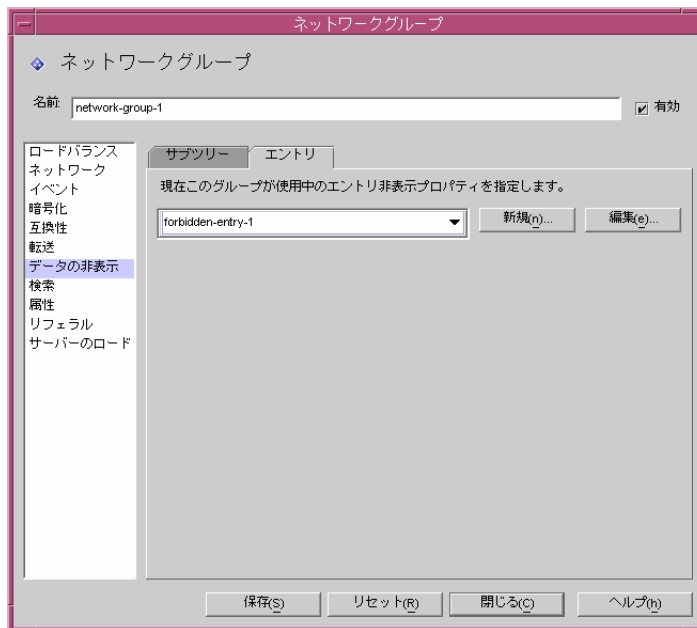 ネットワークグループ
ネットワークグループ
名前: network-group-1 有効
ロードバランス
ネットワーク
イベント
暗号化
互換性
転送
データの非表示
検索
属性
リフェラル
サーバーのロード
サブツリー エントリ
現在このグループが使用中のエントリ非表示プロパティを指定します。
forbidden-entry-1 新規(n)... 編集(e)...
保存(S) リセット(R) 閉じる(C) ヘルプ(h)